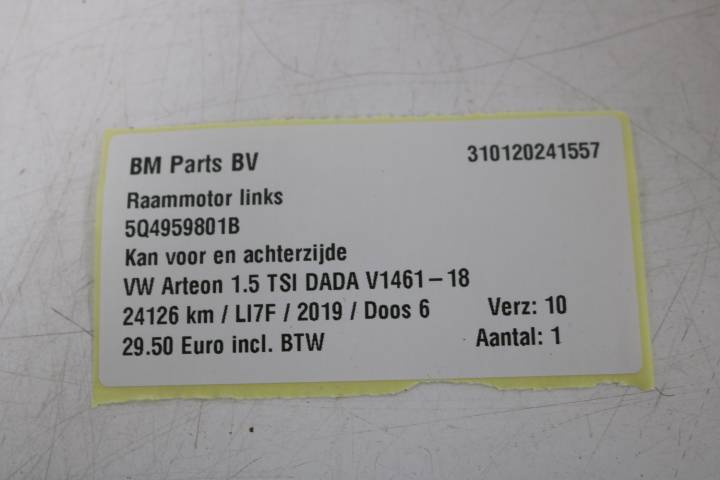 BM Parts BV 310120241557
Raammotor links
5Q4959801B
Kan voor en achterzijde
VW Arteon 1.5 TSI DADA V1461-18
24126 km / LI7F / 2019 / Doos 6 Verz: 10
29.50 Euro incl. BTW Aantal: 1